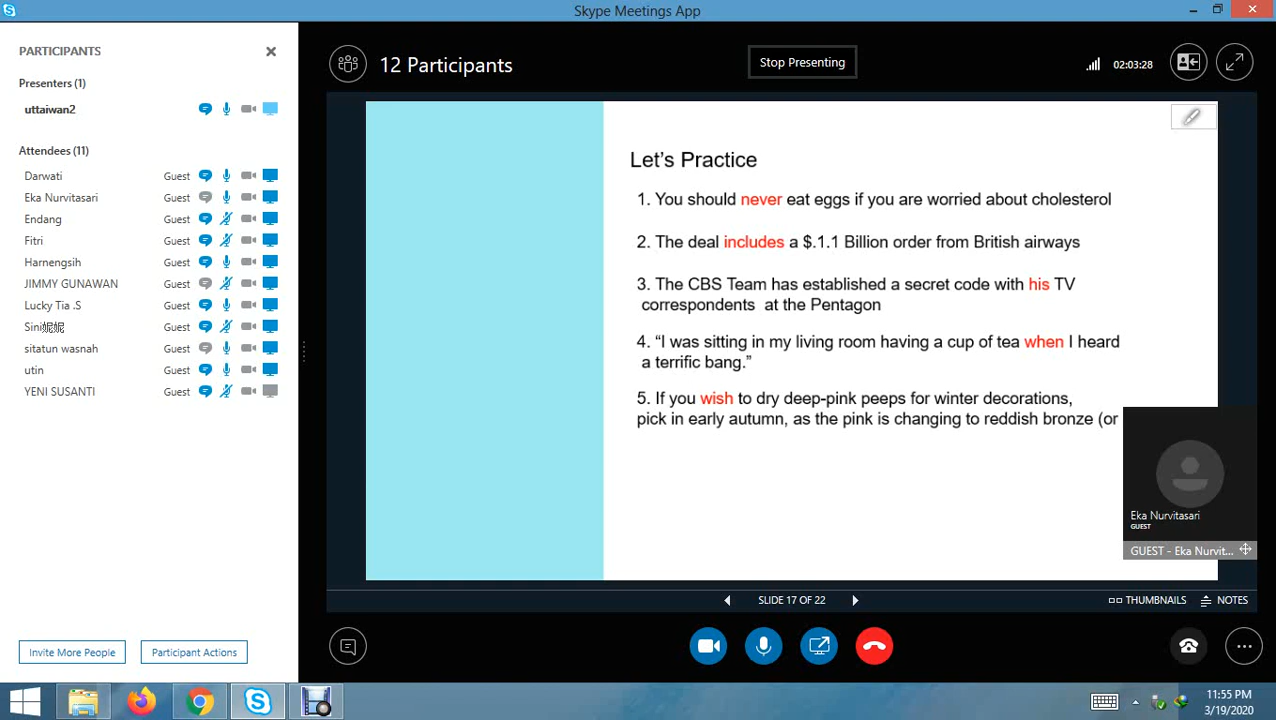 Skype Meetings App
PARTICIPANTS
Presenters (1)
uttaiwan2
Attendees (11)
Darwati Guest
Eka Nurvitasari Guest
Endang Guest
Fitri Guest
Harnengsih Guest
JIMMY GUNAWAN Guest
Lucky Tia .S Guest
Sini妮妮 Guest
sitatun wasnah Guest
utin Guest
YENI SUSANTI Guest
Invite More People
Participant Actions
12 Participants
Stop Presenting
02:03:28
Let's Practice
1. You should never eat eggs if you are worried about cholesterol
2. The deal includes a $.1.1 Billion order from British airways
3. The CBS Team has established a secret code with his TV
correspondents at the Pentagon
4. “I was sitting in my living room having a cup of tea when I heard
a terrific bang.”
5. If you wish to dry deep-pink peeps for winter decorations,
pick in early autumn, as the pink is changing to reddish bronze (or
Eka Nurvitasari
GUEST
GUEST - Eka Nurvit...
SLIDE 17 OF 22
THUMBNAILS
NOTES
11:55 PM
3/19/2020